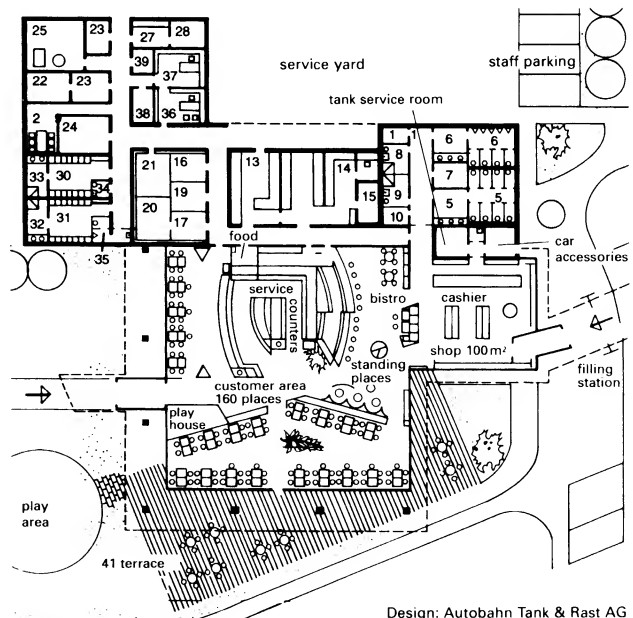 25
23
27
28
service yard
staff parking
39
37
22
23
tank service room
38
36
2
24
1
1
6
6
33
30
34
21
16
13
14
8
7
19
15
9
5
5
32
31
20
17
10
35
food
car
accessories
service
counters
bistro
cashier
standing
places
shop 100 m²
filling
station
customer area
160 places
play
house
play
area
41 terrace
Design: Autobahn Tank & Rast AG